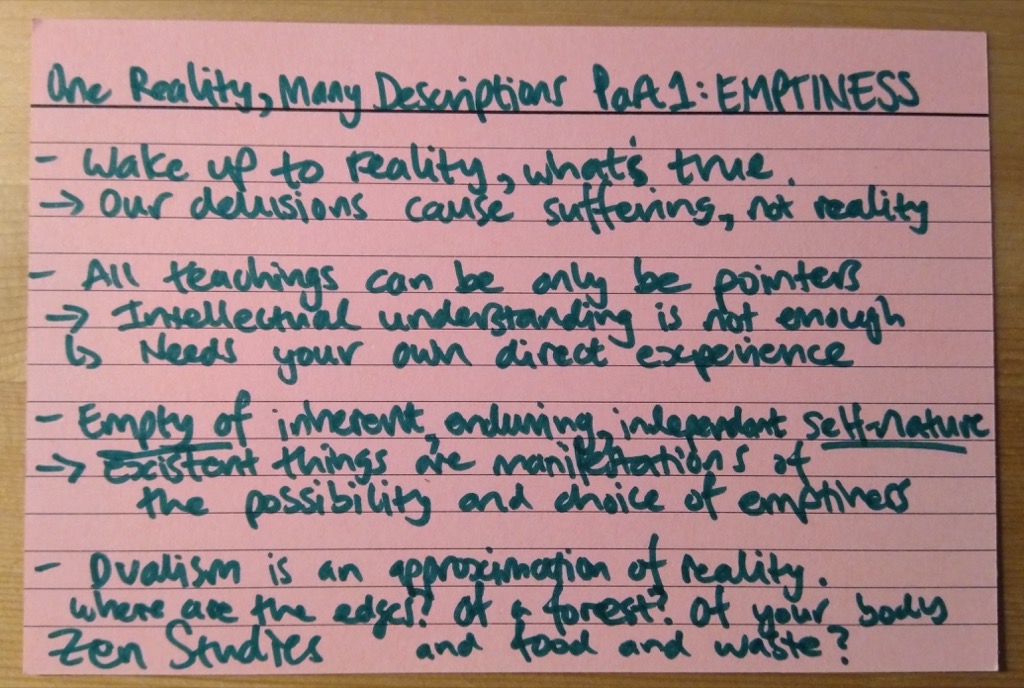 One Reality, Many Descriptions Part 1: EMPTINESS
- Wake up to reality, what's true.
→ Our delusions cause suffering, not reality
- All teachings can be only be pointers
→ Intellectual understanding is not enough
↳ Needs your own direct experience
- Empty of inherent, enduring, independent self-nature
→ Existent things are manifestations of
the possibility and choice of emptiness
- Dualism is an approximation of reality.
where are the edges? Of a forest? Of your body
Zen Studies and food and waste?